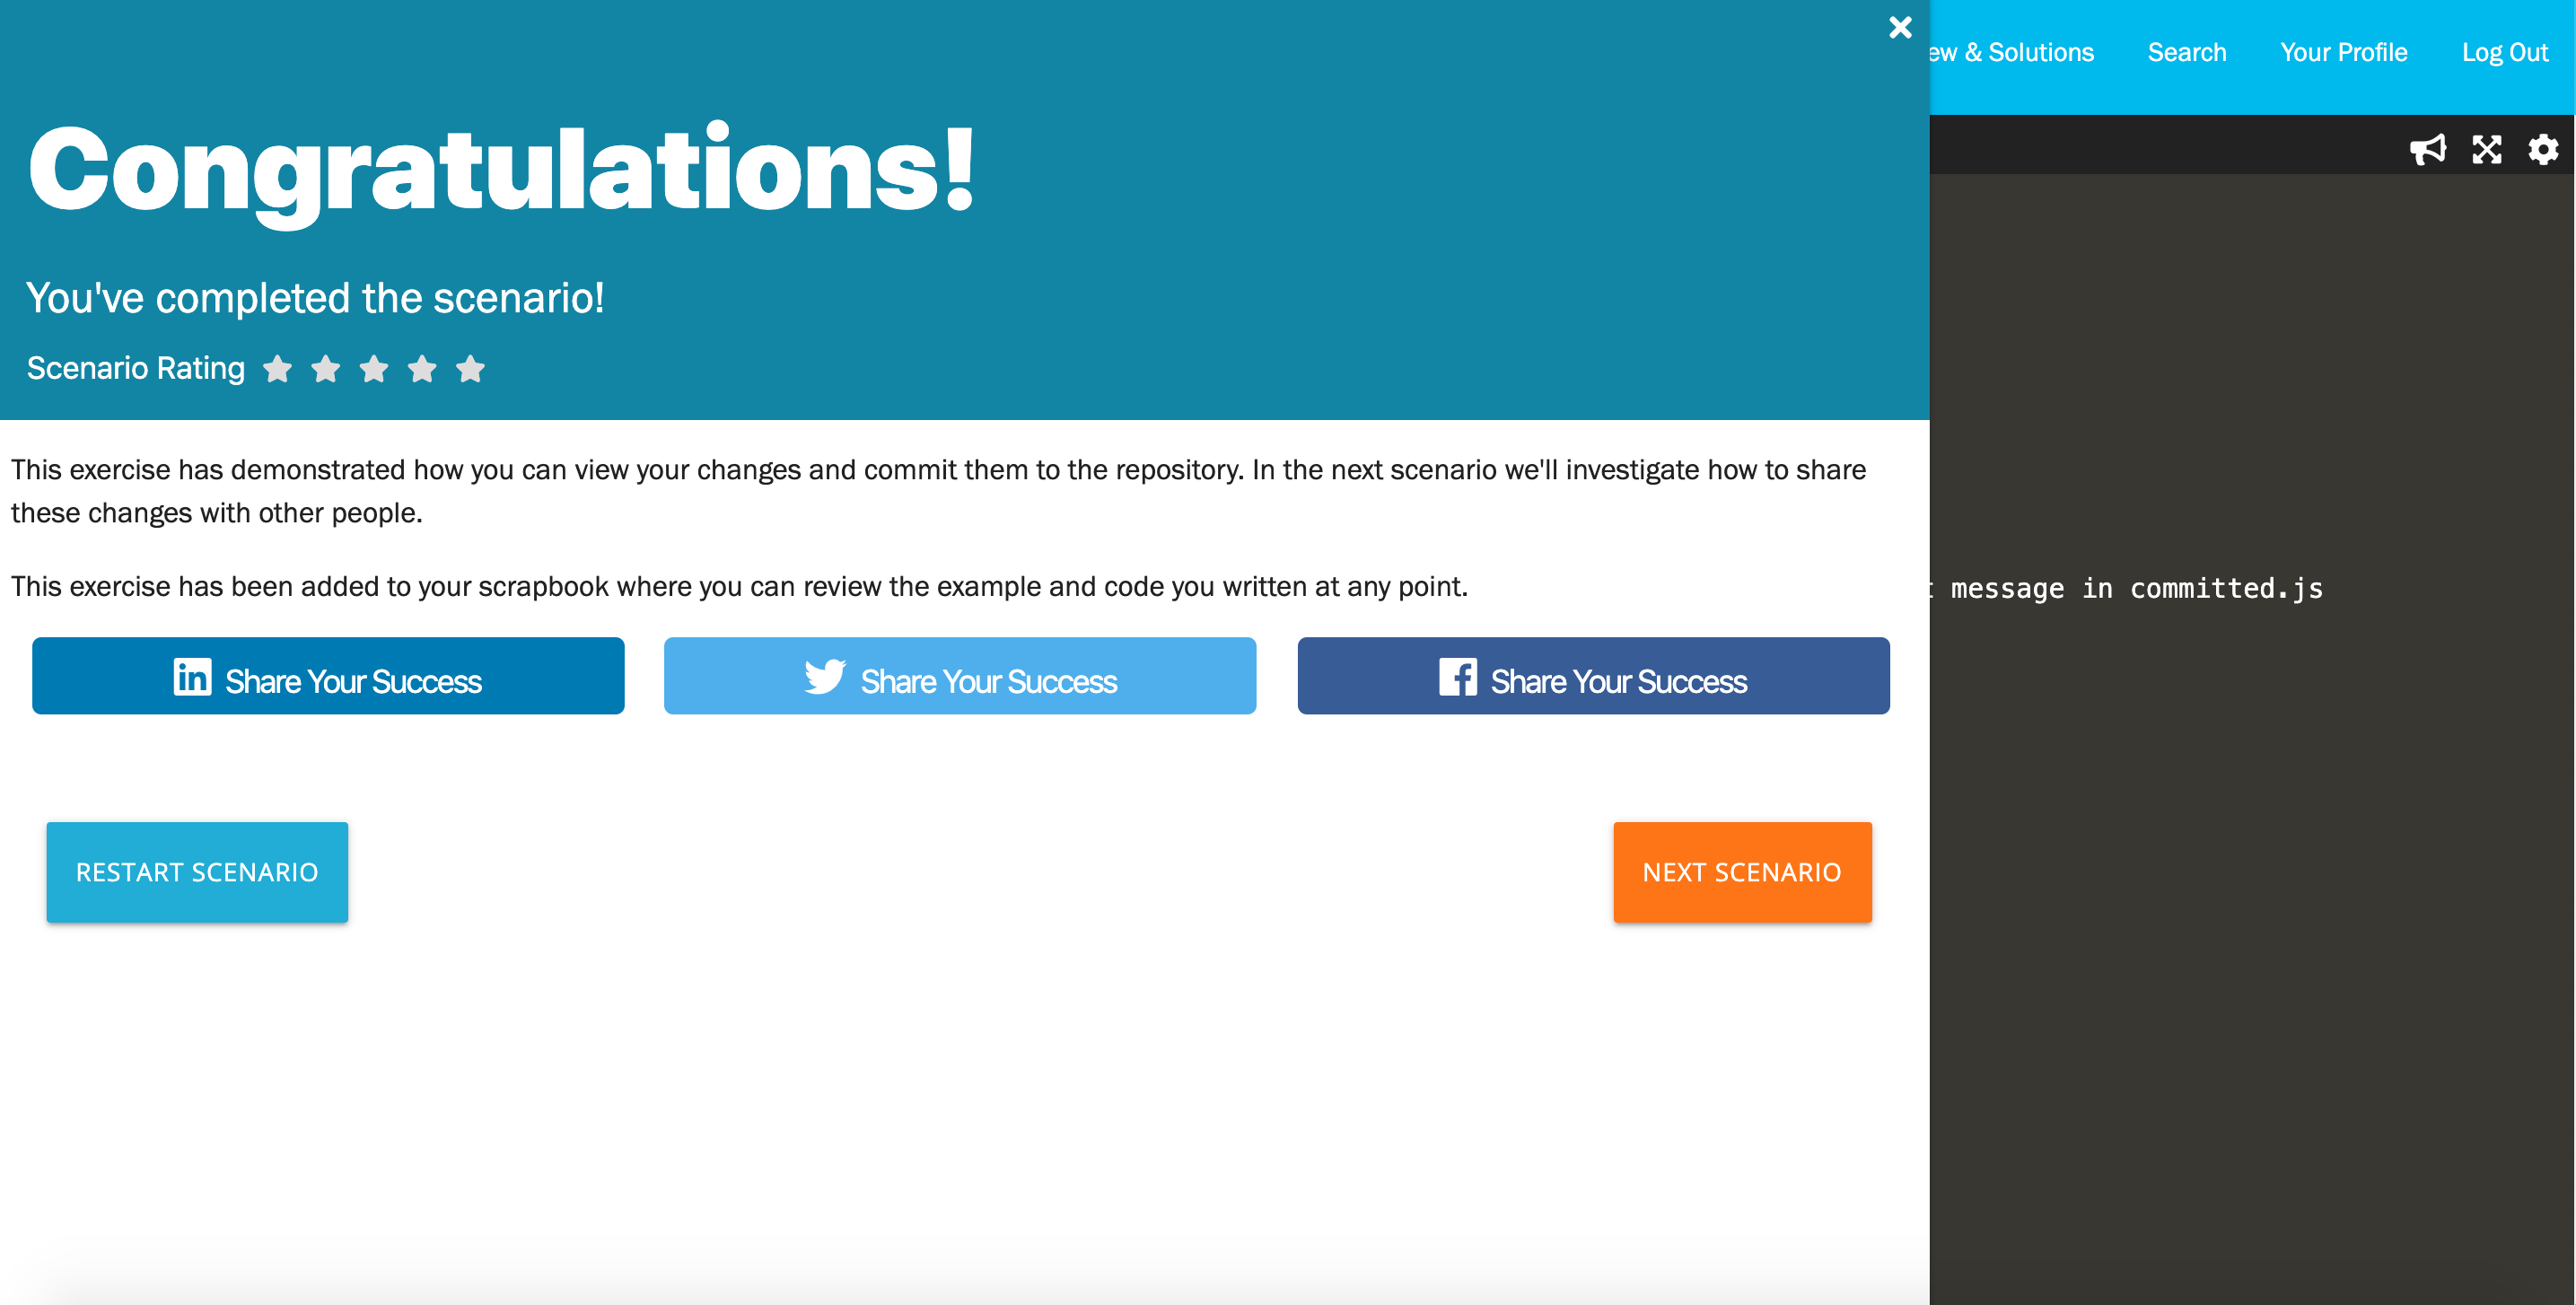 & Solutions
Search
Your Profile
Log Out
Congratulations!
You've completed the scenario!
Scenario Rating
This exercise has demonstrated how you can view your changes and commit them to the repository. In the next scenario we'll investigate how to share
these changes with other people.
This exercise has been added to your scrapbook where you can review the example and code you written at any point.
message in committed.js
in Share Your Success
Share Your Success
f Share Your Success
RESTART SCENARIO
NEXT SCENARIO